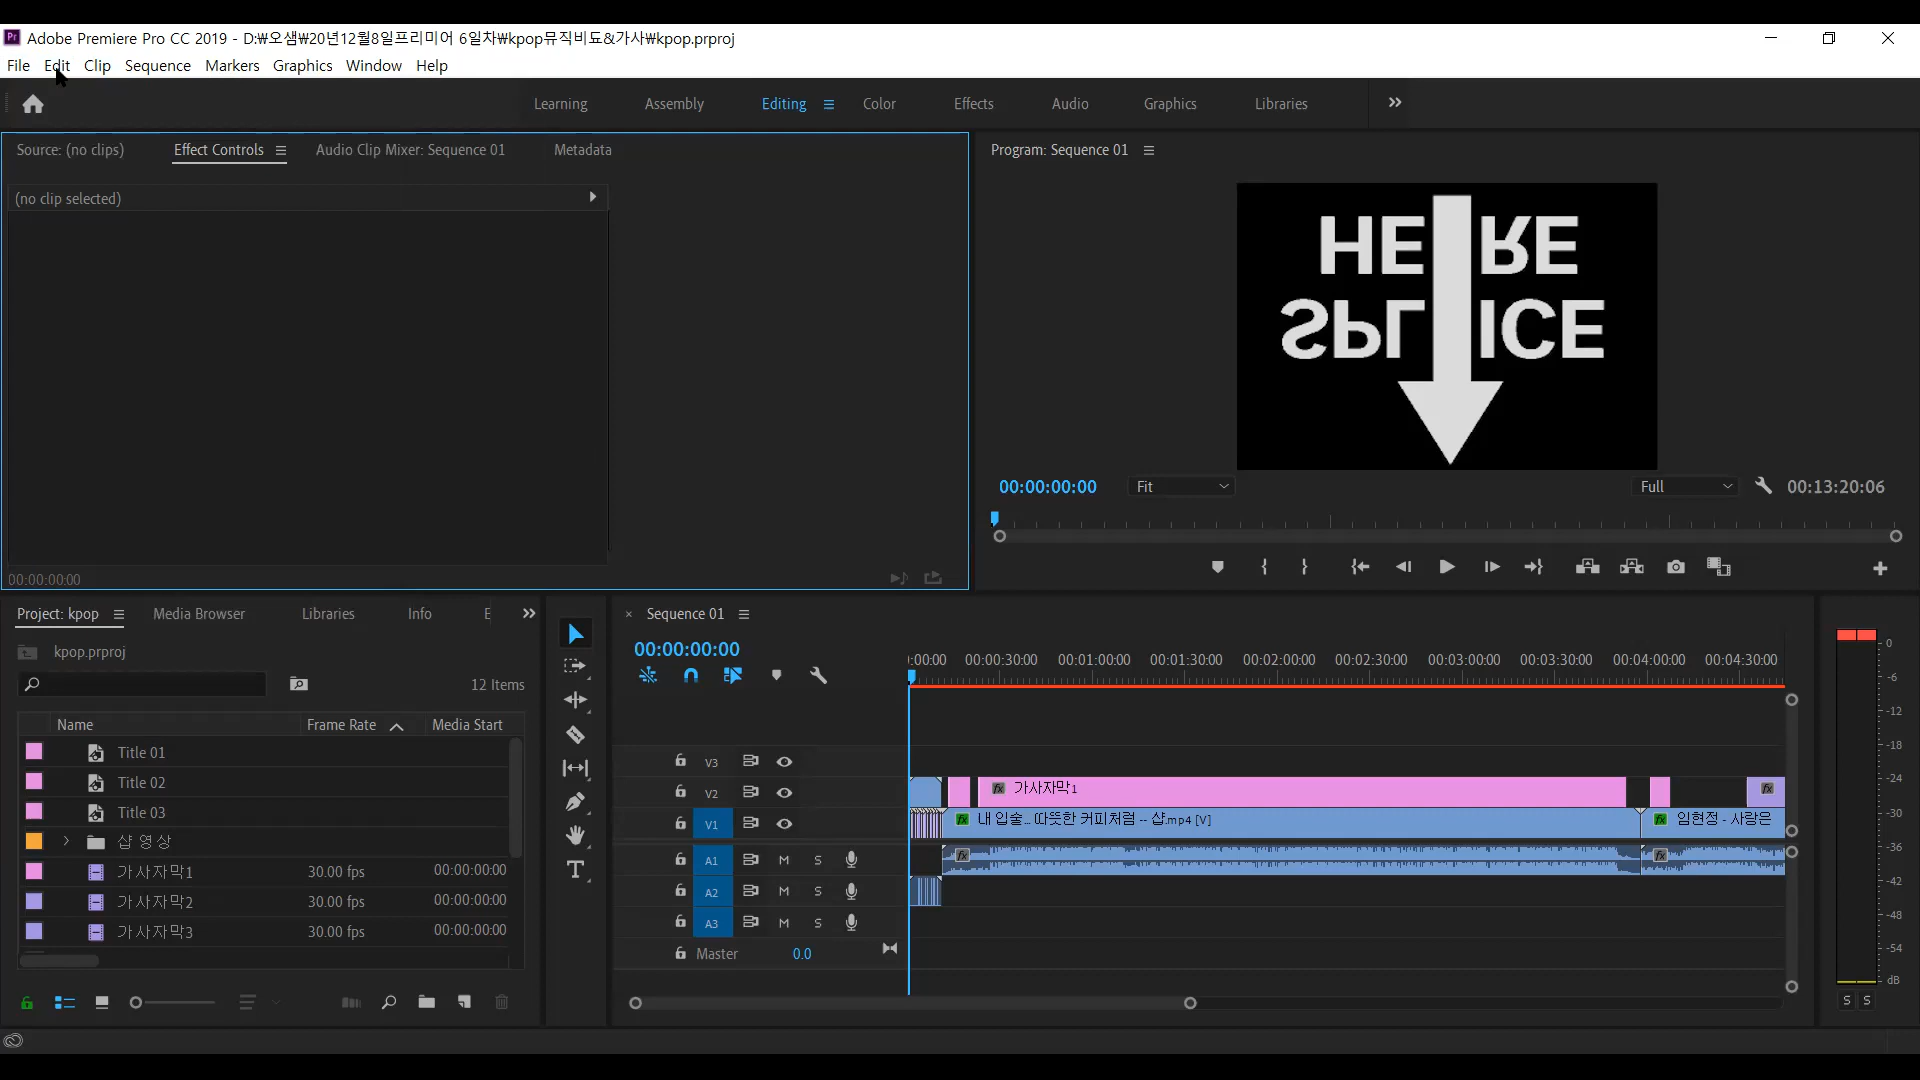 Adobe Premiere Pro CC 2019 - D:₩오샘₩20년12월8일프리미어 6일차₩kpop뮤직비됴&가사₩kpop.prproj
File Edit Clip Sequence Markers Graphics Window Help
Learning Assembly Editing Color Effects Audio Graphics Libraries
Source: (no clips) Effect Controls Audio Clip Mixer: Sequence 01 Metadata
(no clip selected)
00:00:00:00
Program: Sequence 01
HERE
SPLICE
00:00:00:00 Fit Full 00:13:20:06
Project: kpop Media Browser Libraries Info E
kpop.prproj
12 Items
Name Frame Rate Media Start
Title 01
Title 02
Title 03
샵 영상
가사자막1 30.00 fps 00:00:00:00
가사자막2 30.00 fps 00:00:00:00
가사자막3 30.00 fps 00:00:00:00
Sequence 01
00:00:00:00
:00:00 00:00:30:00 00:01:00:00 00:01:30:00 00:02:00:00 00:02:30:00 00:03:00:00 00:03:30:00 00:04:00:00 00:04:30:00
V3
V2 fx 가사자막1 fx
V1 fx 내 입술... 따뜻한 커피처럼 -- 샵.mp4 [V] fx 임현정 - 사랑은
A1 M S fx fx
A2 M S
A3 M S
Master 0.0
0
-6
-12
-18
-24
-30
-36
-42
-48
-54
dB
S S